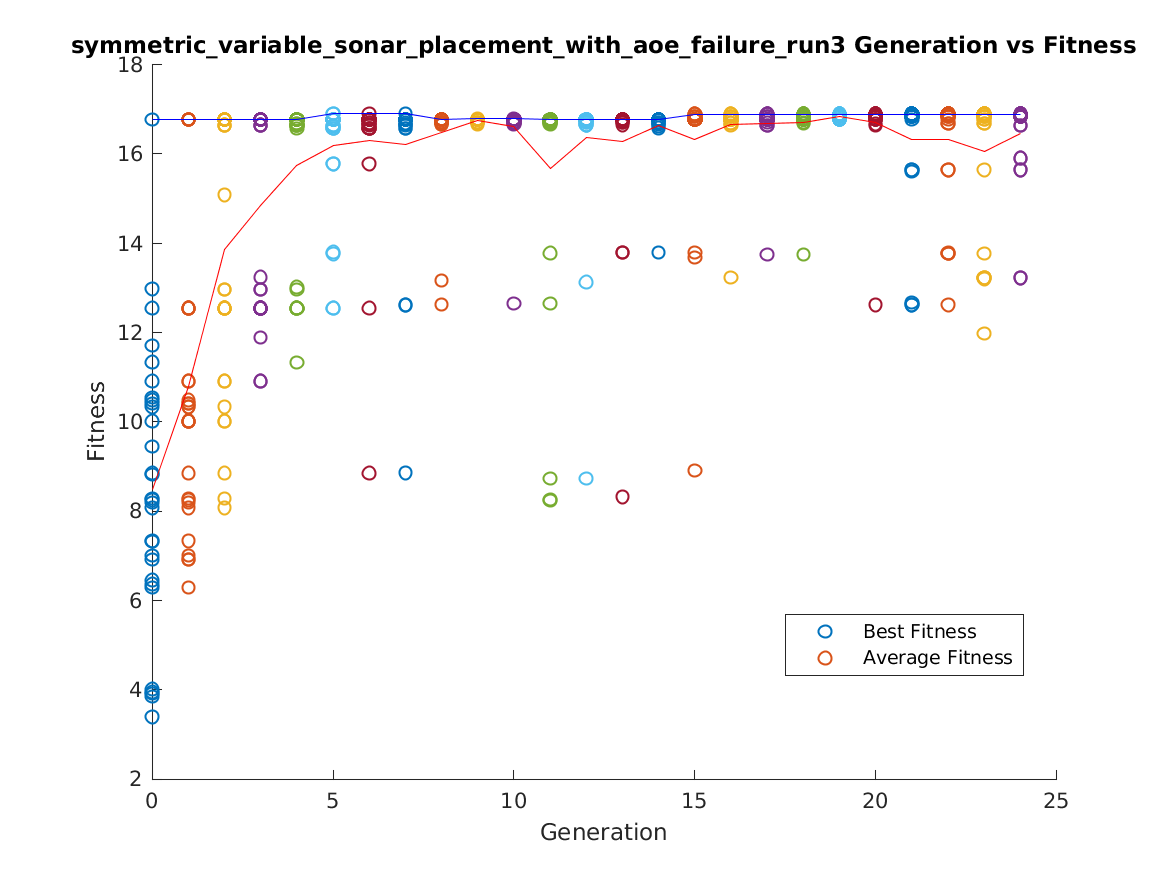 symmetric_variable_sonar_placement_with_aoe_failure_run3 Generation vs Fitness
18
16
14
12
10
8
6
4
2
Fitness
Best Fitness
Average Fitness
0 5 10 15 20 25
Generation